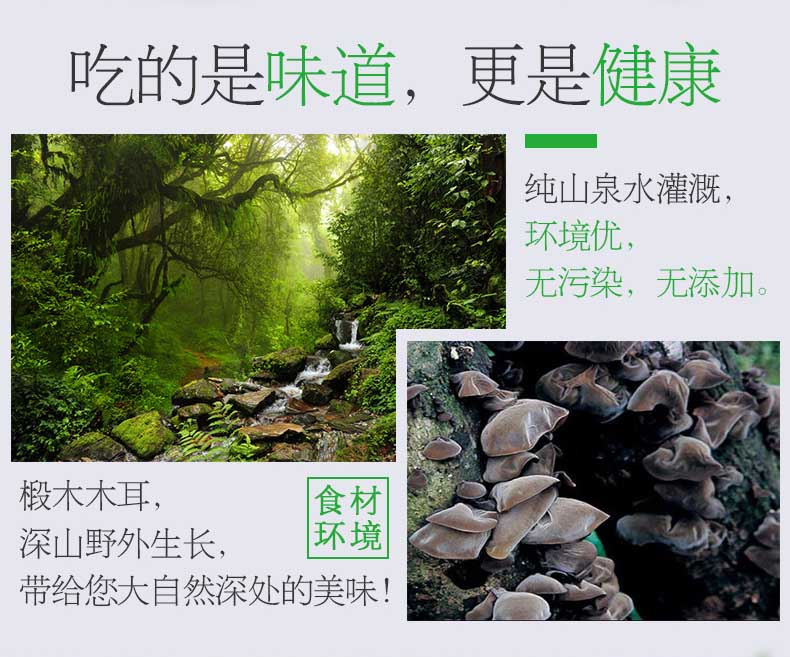 吃的是味道，更是健康
纯山泉水灌溉，
环境优，
无污染，无添加。
椴木木耳，
深山野外生长，
带给您大自然深处的美味！
食材
环境